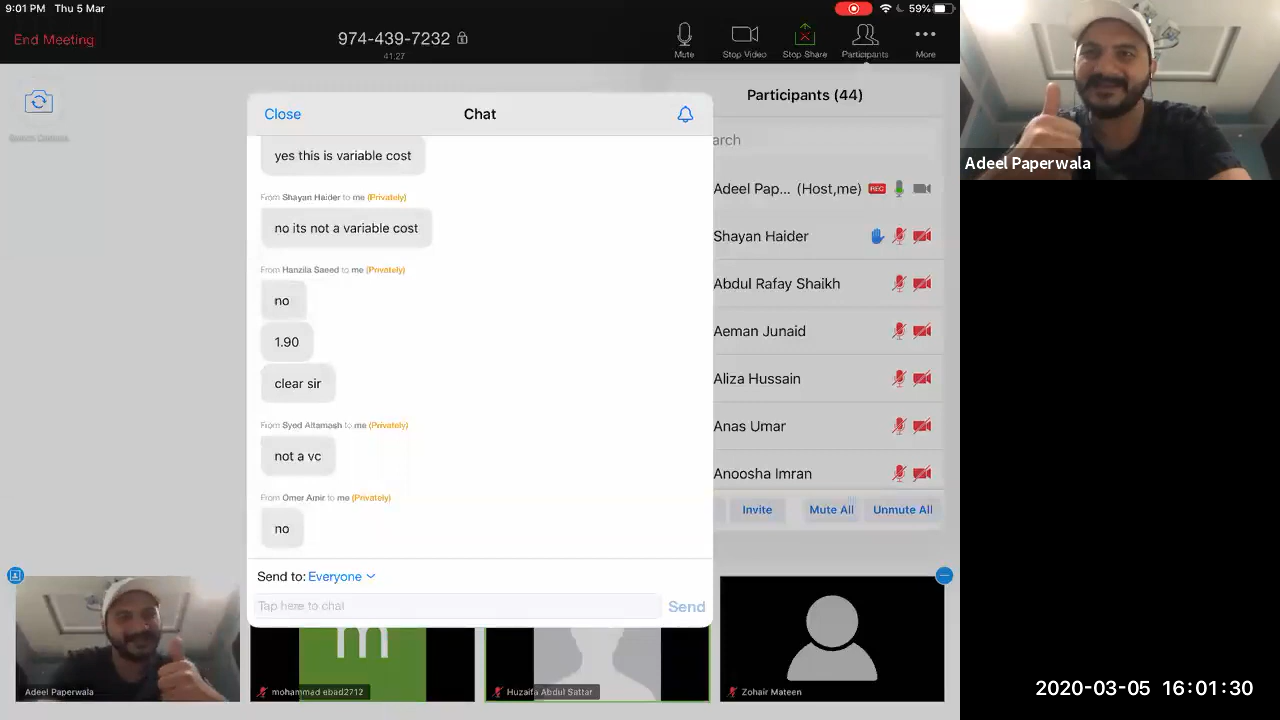 9:01 PM Thu 5 Mar
59%
End Meeting
974-439-7232
41:27
Mute
Stop Video
Stop Share
Participants
More
Close
Chat
yes this is variable cost
From Shayan Haider to me (Privately)
no its not a variable cost
From Hanzila Saeed to me (Privately)
no
1.90
clear sir
From Syed Altamash to me (Privately)
not a vc
From Omer Amir to me (Privately)
no
Send to: Everyone
Tap here to chat
Send
Participants (44)
arch
Adeel Pap... (Host,me)
REC
Shayan Haider
Abdul Rafay Shaikh
Aeman Junaid
Aliza Hussain
Anas Umar
Anoosha Imran
Invite
Mute All
Unmute All
Adeel Paperwala
m
mohammad ebad2712
Huzaifa Abdul Sattar
Zohair Mateen
Adeel Paperwala
2020-03-05 16:01:30